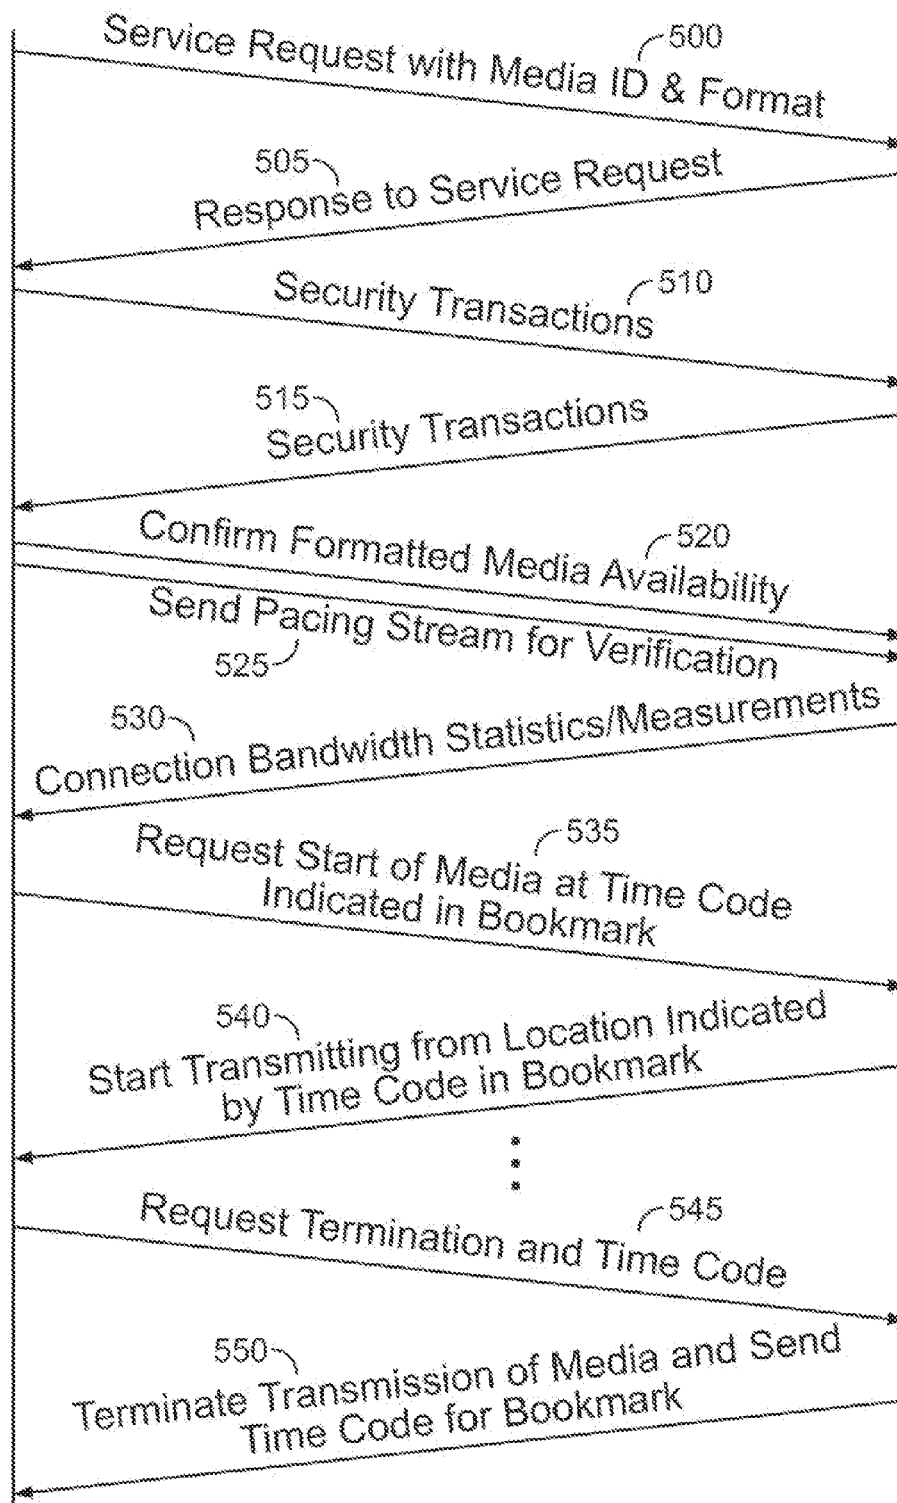 500
Service Request with Media ID & Format
505
Response to Service Request
510
Security Transactions
515
Security Transactions
520
Confirm Formatted Media Availability
Send Pacing Stream for Verification
525
530
Connection Bandwidth Statistics/Measurements
535
Request Start of Media at Time Code
Indicated in Bookmark
540
Start Transmitting from Location Indicated
by Time Code in Bookmark
545
Request Termination and Time Code
550
Terminate Transmission of Media and Send
Time Code for Bookmark